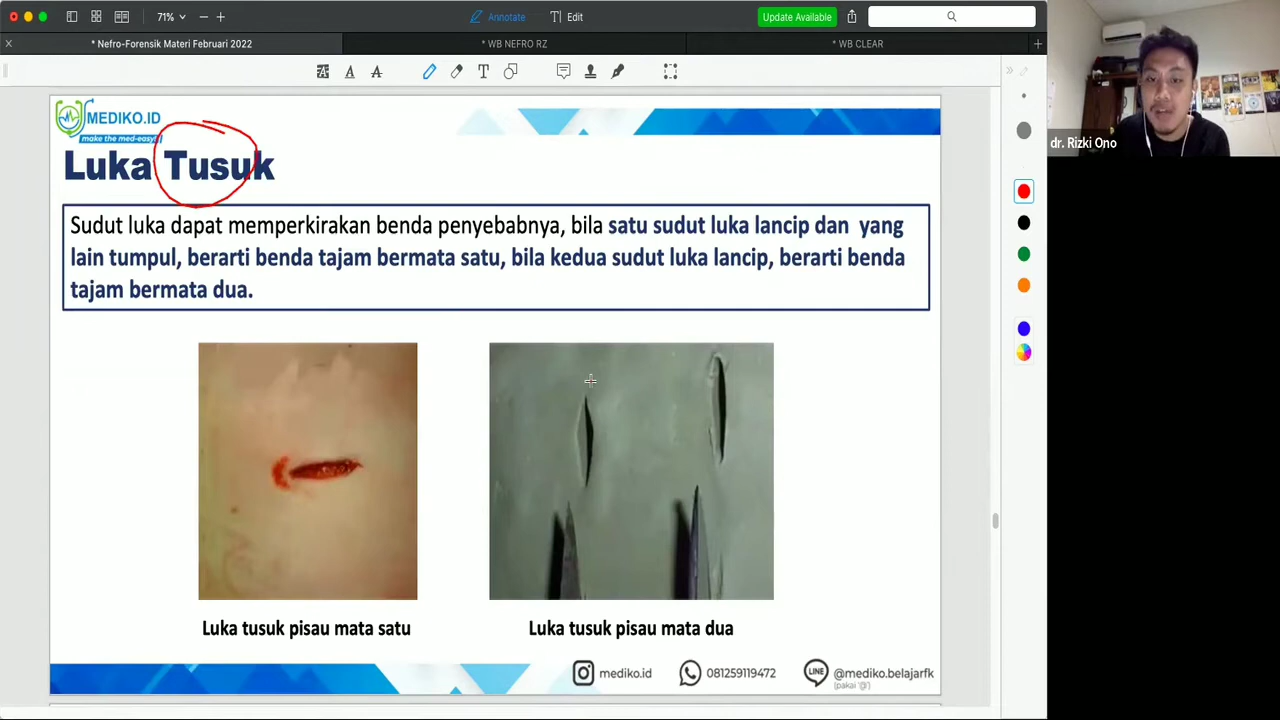 71%
Annotate
Edit
Update Available
* Nefro-Forensik Materi Februari 2022
* WB NEFRO RZ
* WB CLEAR
MEDIKO.ID
make the med-easy!
Luka Tusuk
Sudut luka dapat memperkirakan benda penyebabnya, bila satu sudut luka lancip dan yang
lain tumpul, berarti benda tajam bermata satu, bila kedua sudut luka lancip, berarti benda
tajam bermata dua.
Luka tusuk pisau mata satu
Luka tusuk pisau mata dua
mediko.id
081259119472
LINE
@mediko.belajarfk
(pakai '@')
dr. Rizki Ono